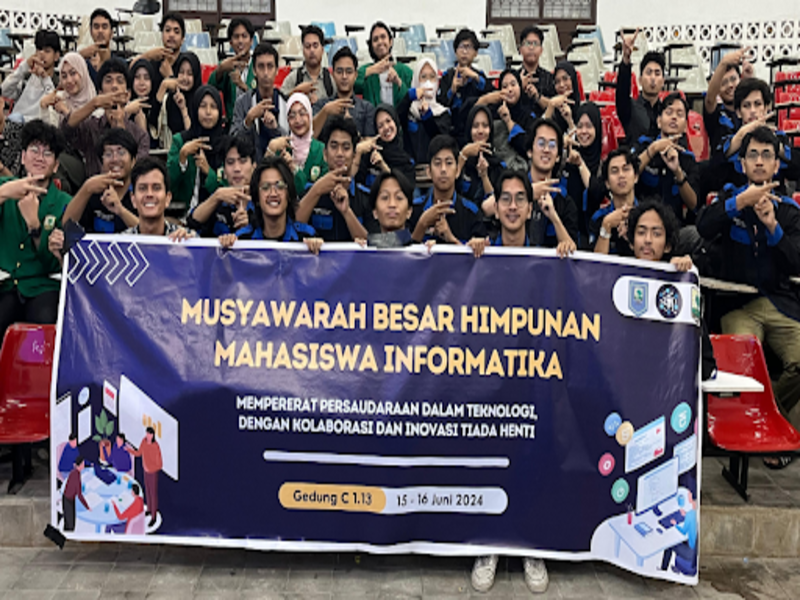 MUSYAWARAH BESAR HIMPUNAN
MAHASISWA INFORMATIKA
MEMPERERAT PERSAUDARAAN DALAM TEKNOLOGI,
DENGAN KOLABORASI DAN INOVASI TIADA HENTI
Gedung C 1.13
15 - 16 Juni 2024